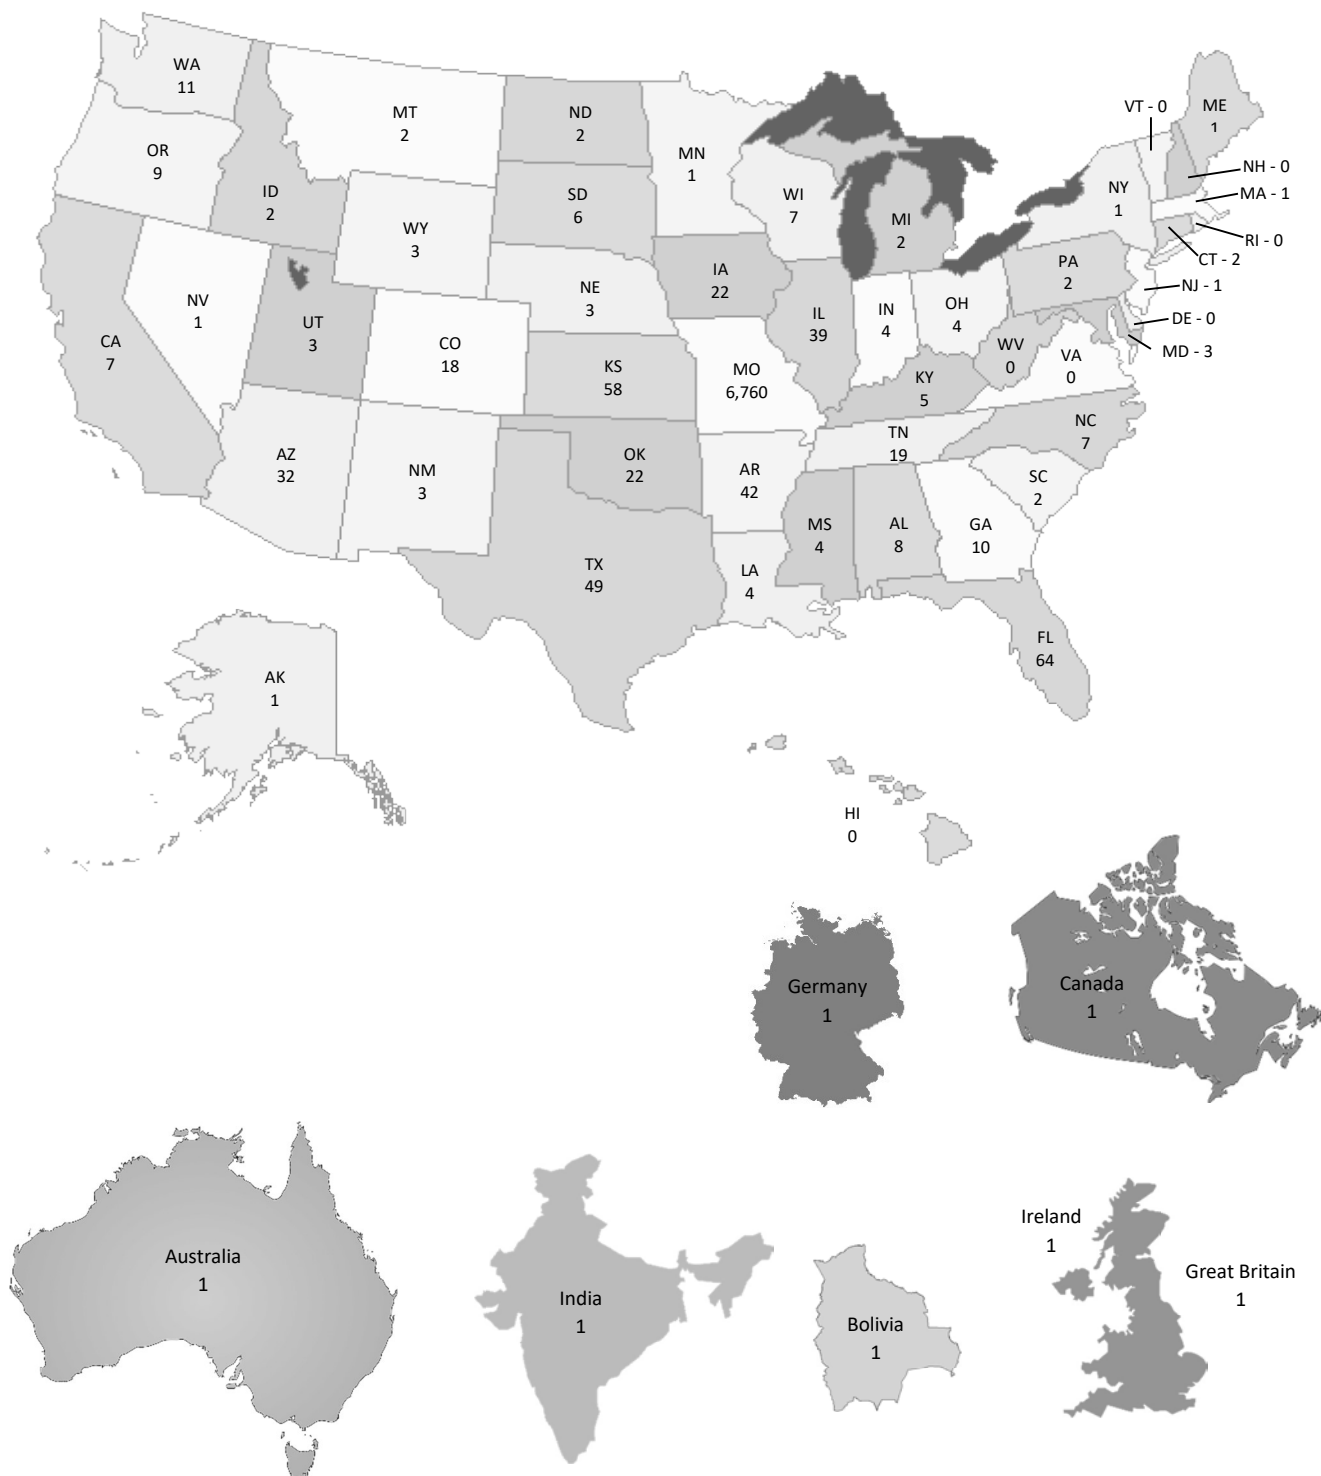 WA
11
MT
2
ND
2
VT - 0
ME
1
OR
9
MN
1
ID
2
SD
6
WI
7
NY
1
NH - 0
MA - 1
MI
2
WY
3
RI - 0
CT - 2
IA
22
PA
2
NJ - 1
NE
3
NV
1
UT
3
IL
39
IN
4
OH
4
DE - 0
MD - 3
CA
7
CO
18
WV
0
VA
0
KS
58
MO
6,760
KY
5
NC
7
TN
19
AZ
32
NM
3
OK
22
AR
42
SC
2
MS
4
AL
8
GA
10
TX
49
LA
4
FL
64
AK
1
HI
0
Germany
1
Canada
1
Ireland
1
Australia
1
Great Britain
1
India
1
Bolivia
1